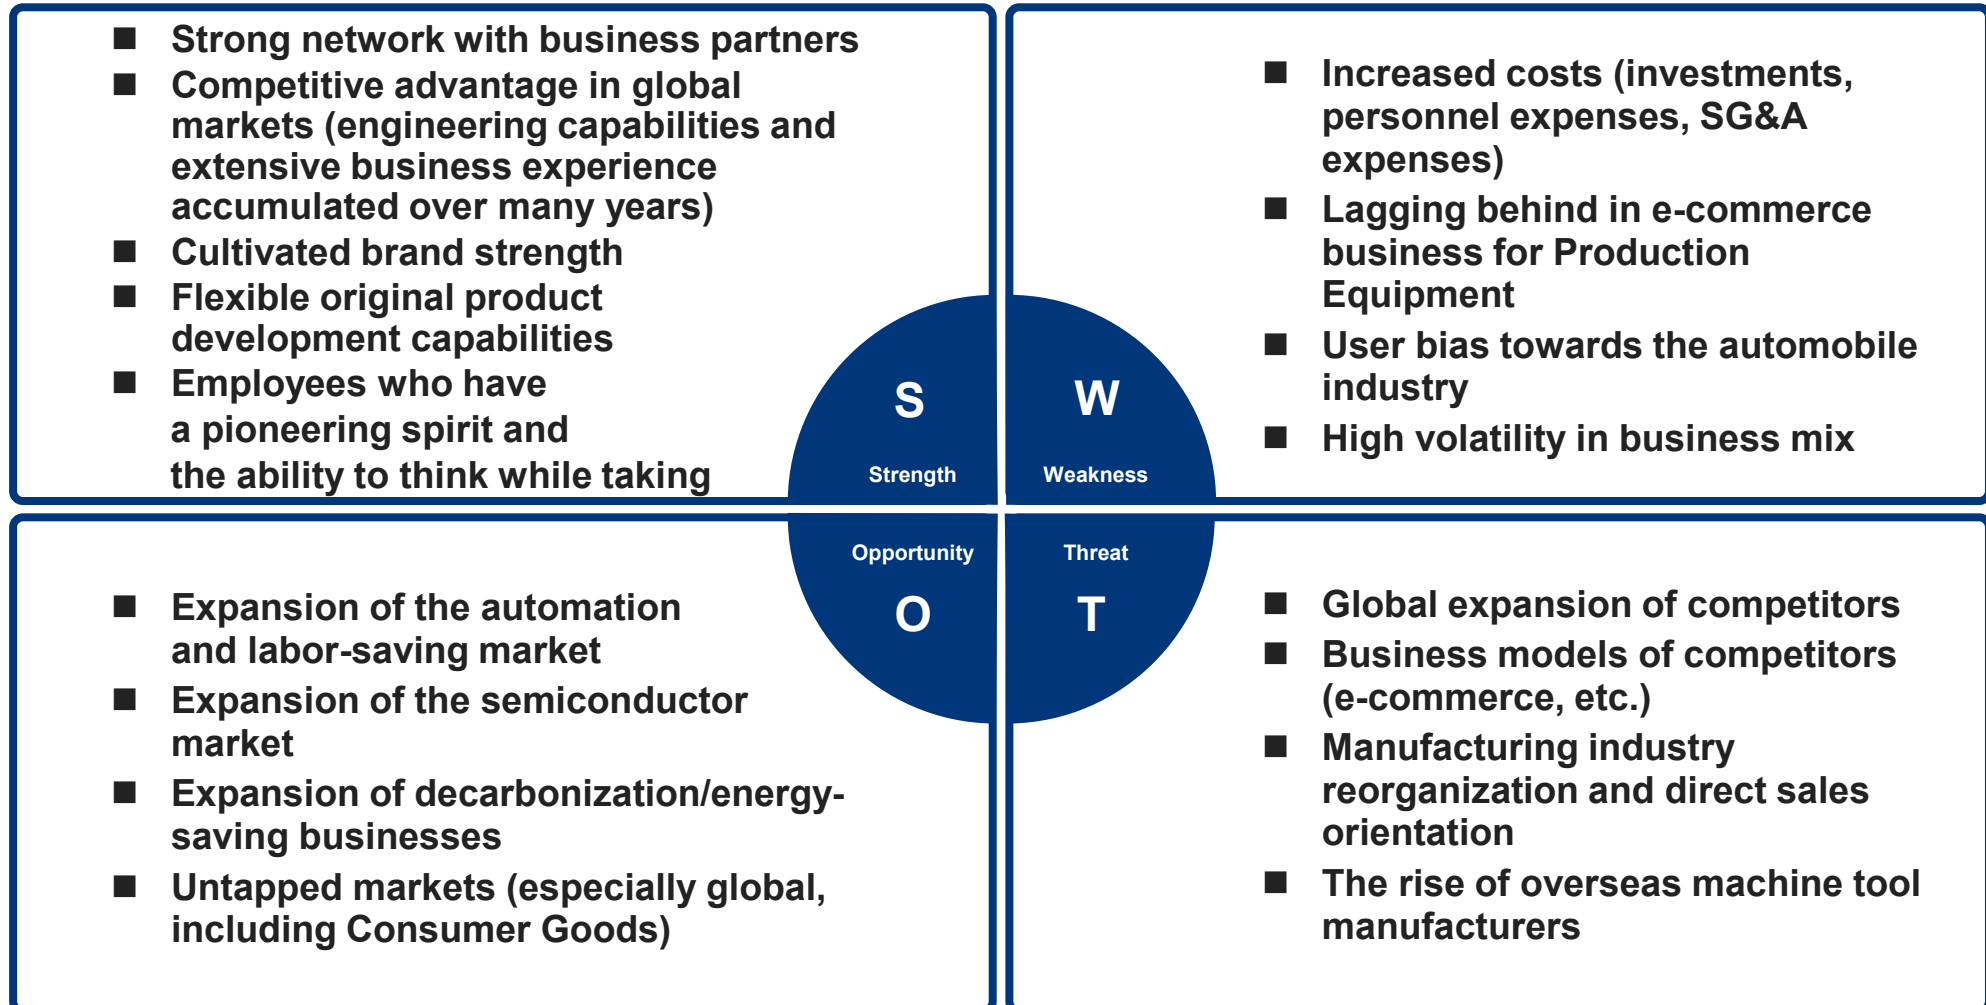 ■ Strong network with business partners
■ Competitive advantage in global
markets (engineering capabilities and
extensive business experience
accumulated over many years)
■ Cultivated brand strength
■ Flexible original product
development capabilities
■ Employees who have
a pioneering spirit and
the ability to think while taking
S
Strength
■ Increased costs (investments,
personnel expenses, SG&A
expenses)
■ Lagging behind in e-commerce
business for Production
Equipment
■ User bias towards the automobile
industry
■ High volatility in business mix
W
Weakness
Opportunity
O
■ Expansion of the automation
and labor-saving market
■ Expansion of the semiconductor
market
■ Expansion of decarbonization/energy-
saving businesses
■ Untapped markets (especially global,
including Consumer Goods)
Threat
T
■ Global expansion of competitors
■ Business models of competitors
(e-commerce, etc.)
■ Manufacturing industry
reorganization and direct sales
orientation
■ The rise of overseas machine tool
manufacturers